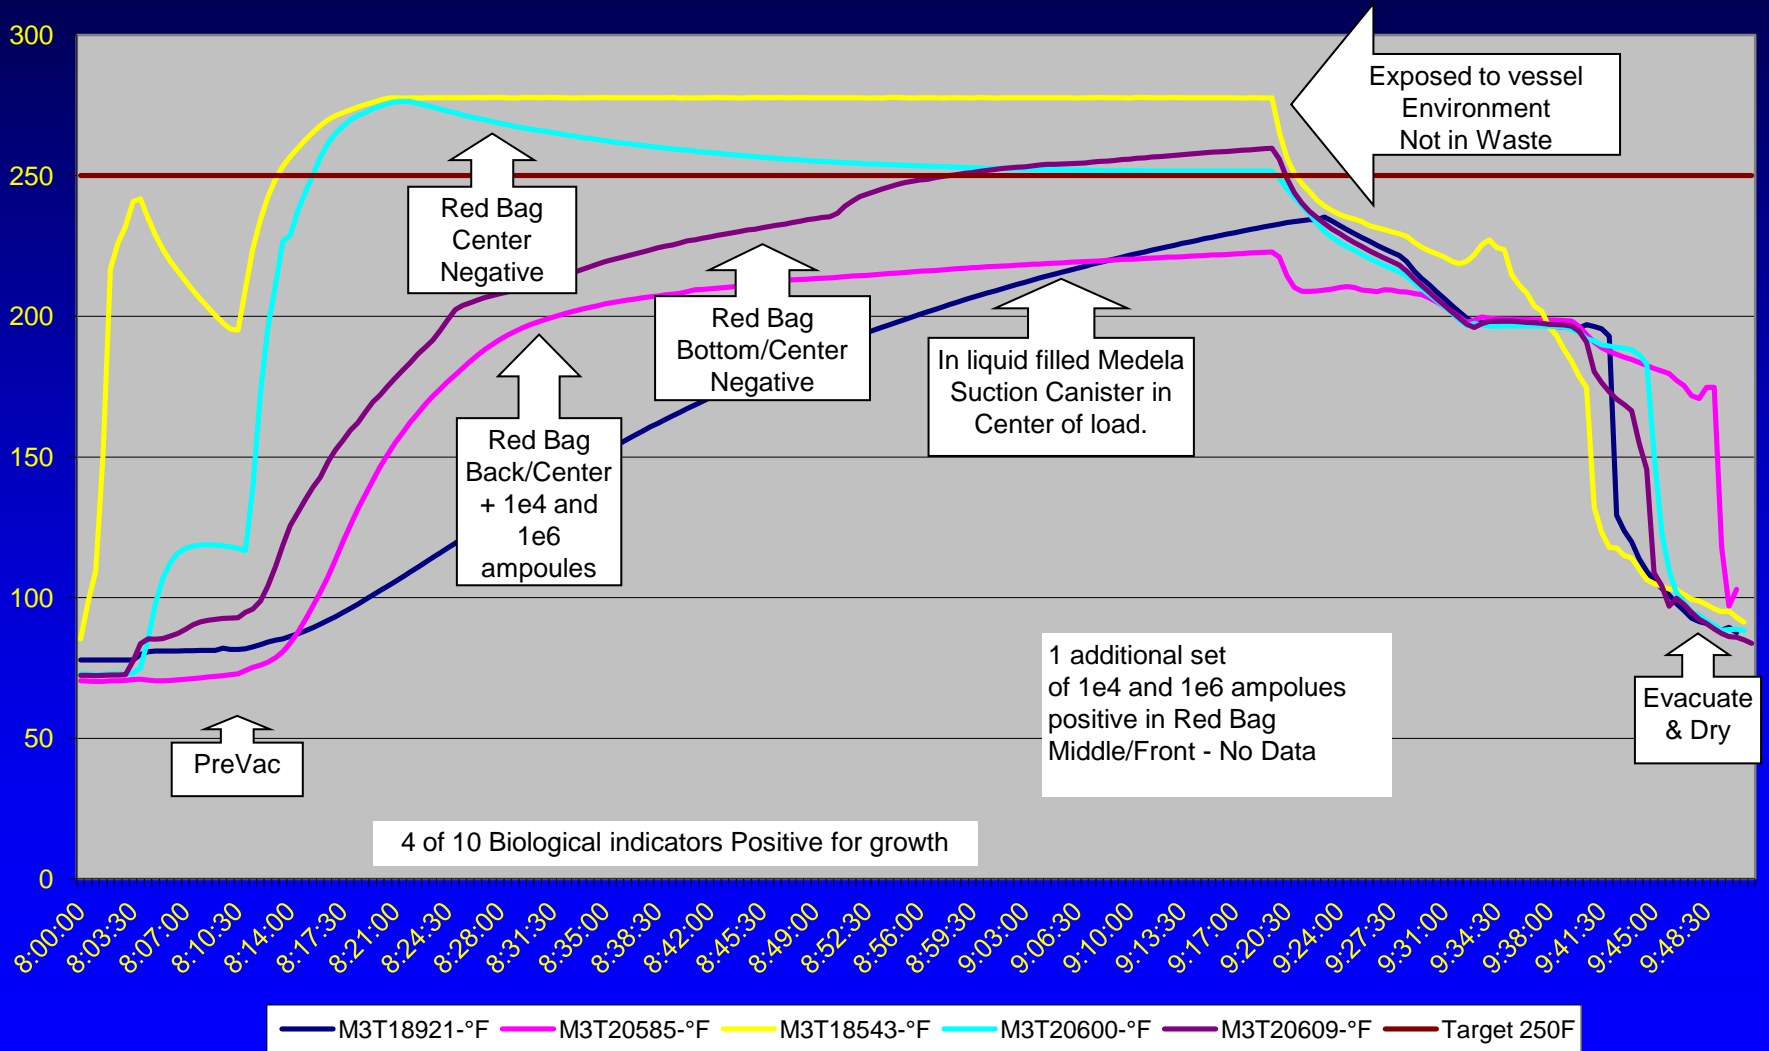 300
250
200
150
100
50
0
Exposed to vessel
Environment
Not in Waste
Red Bag
Center
Negative
Red Bag
Bottom/Center
Negative
In liquid filled Medela
Suction Canister in
Center of load.
Red Bag
Back/Center
+ 1e4 and
1e6
ampoules
PreVac
1 additional set
of 1e4 and 1e6 ampolues
positive in Red Bag
Middle/Front - No Data
Evacuate
& Dry
4 of 10 Biological indicators Positive for growth
8:00:00
8:03:30
8:07:00
8:10:30
8:14:00
8:17:30
8:21:00
8:24:30
8:28:00
8:31:30
8:35:00
8:38:30
8:42:00
8:45:30
8:49:00
8:52:30
8:56:00
8:59:30
9:03:00
9:06:30
9:10:00
9:13:30
9:17:00
9:20:30
9:24:00
9:27:30
9:31:00
9:34:30
9:38:00
9:41:30
9:45:00
9:48:30
M3T18921-°F
M3T20585-°F
M3T18543-°F
M3T20600-°F
M3T20609-°F
Target 250F